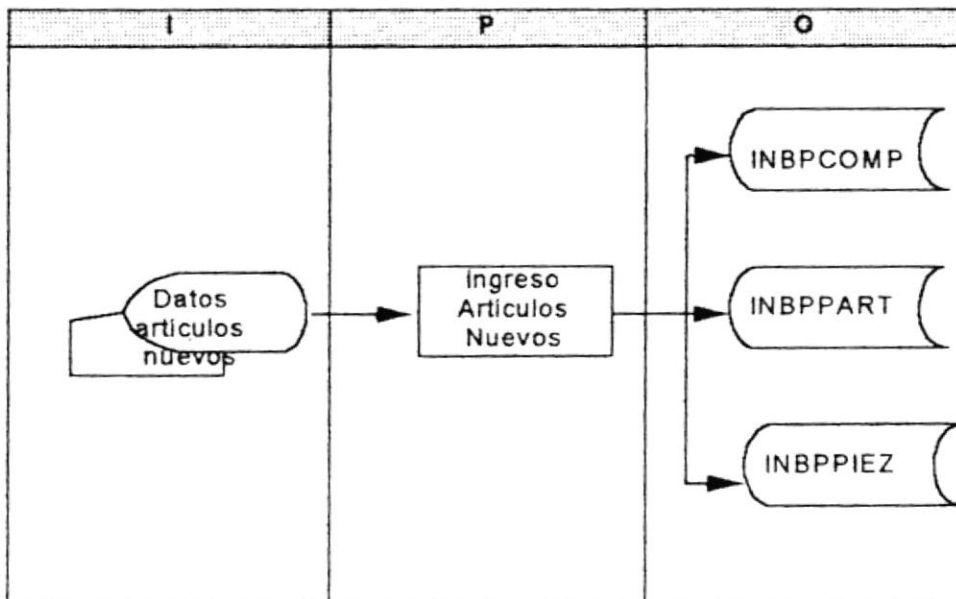 I
P
O
Datos
articulos
nuevos
Ingreso
Articulos
Nuevos
INBPCOMP
INBPPART
INBPPIEZ